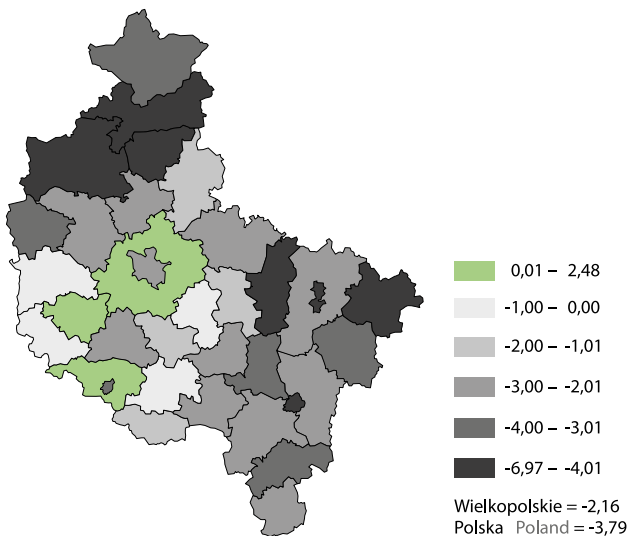 0,01 – 2,48
-1,00 – 0,00
-2,00 – -1,01
-3,00 – -2,01
-4,00 – -3,01
-6,97 – -4,01
Wielkopolskie = -2,16
Polska Poland = -3,79